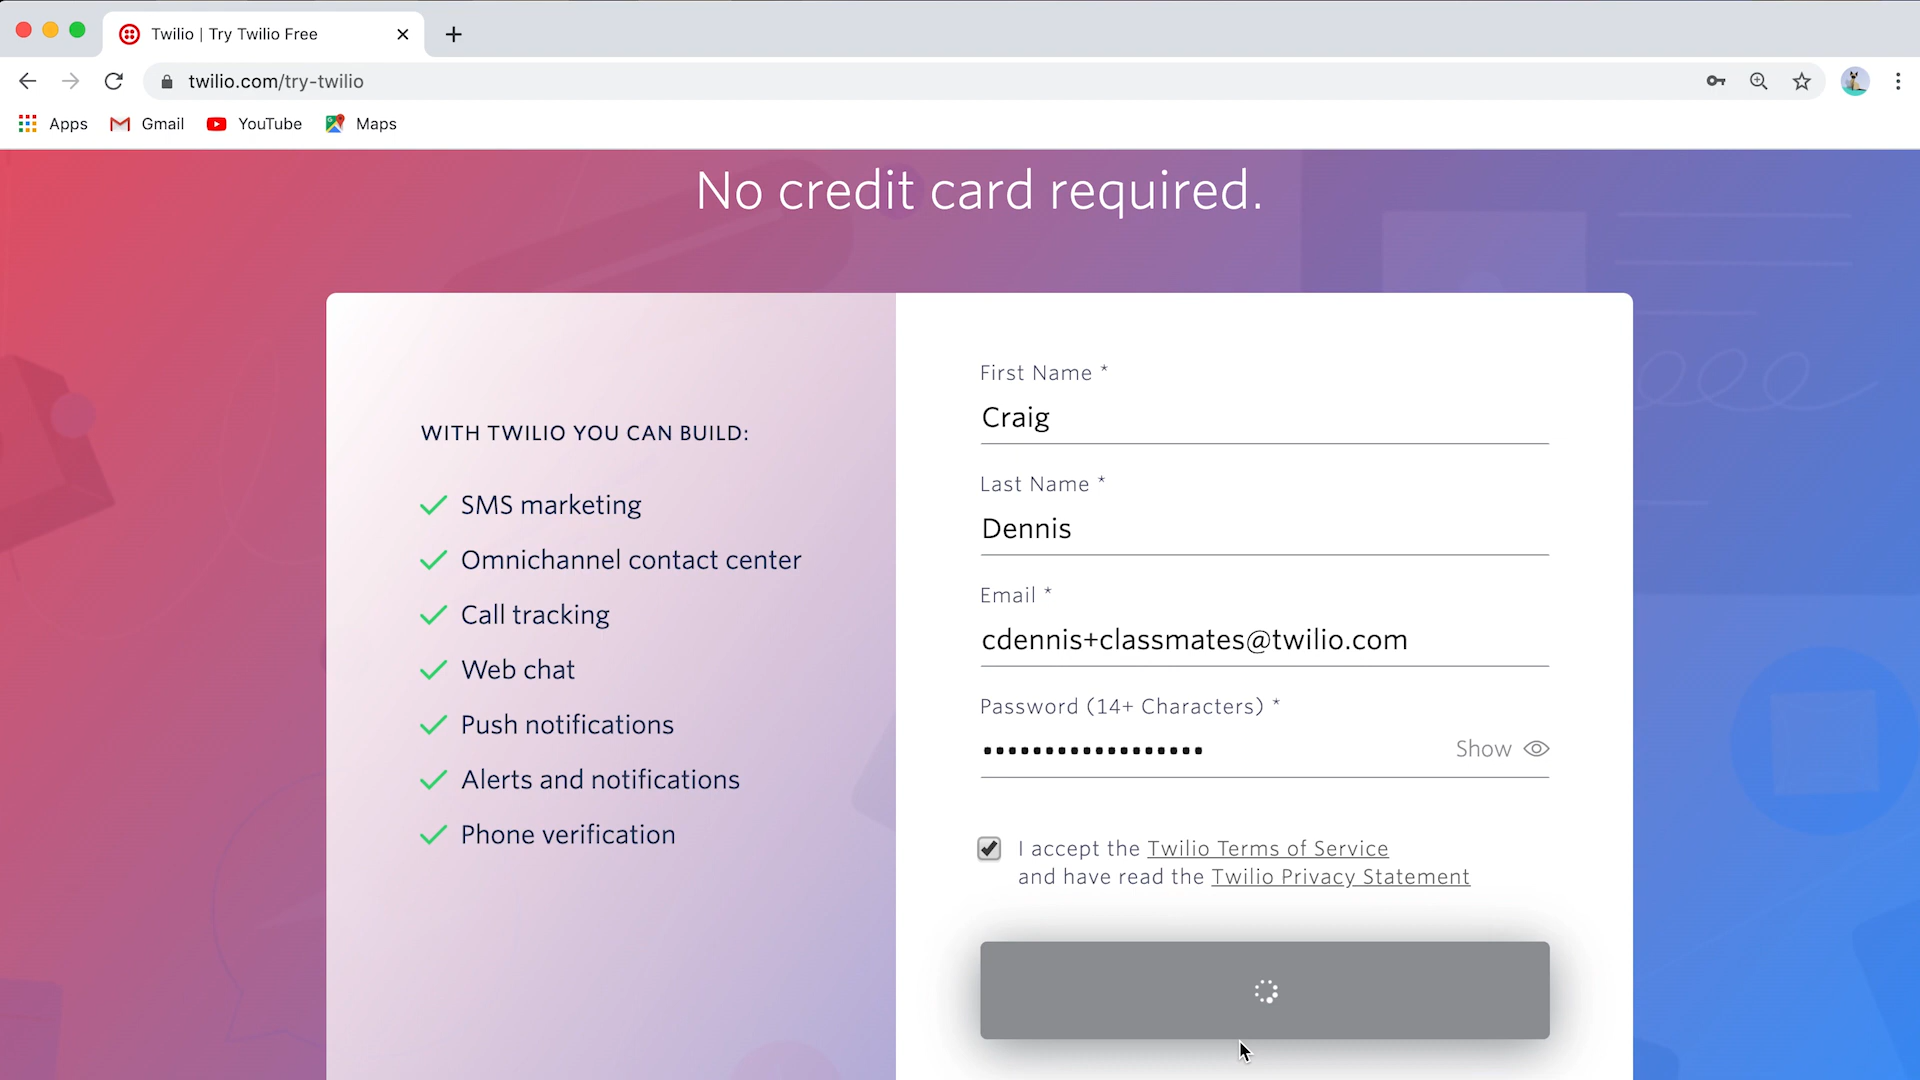 Twilio | Try Twilio Free
twilio.com/try-twilio
Apps Gmail YouTube Maps
No credit card required.
WITH TWILIO YOU CAN BUILD:
SMS marketing
Omnichannel contact center
Call tracking
Web chat
Push notifications
Alerts and notifications
Phone verification
First Name *
Craig
Last Name *
Dennis
Email *
cdennis+classmates@twilio.com
Password (14+ Characters) *
•••••••••••••••••• Show
I accept the Twilio Terms of Service
and have read the Twilio Privacy Statement